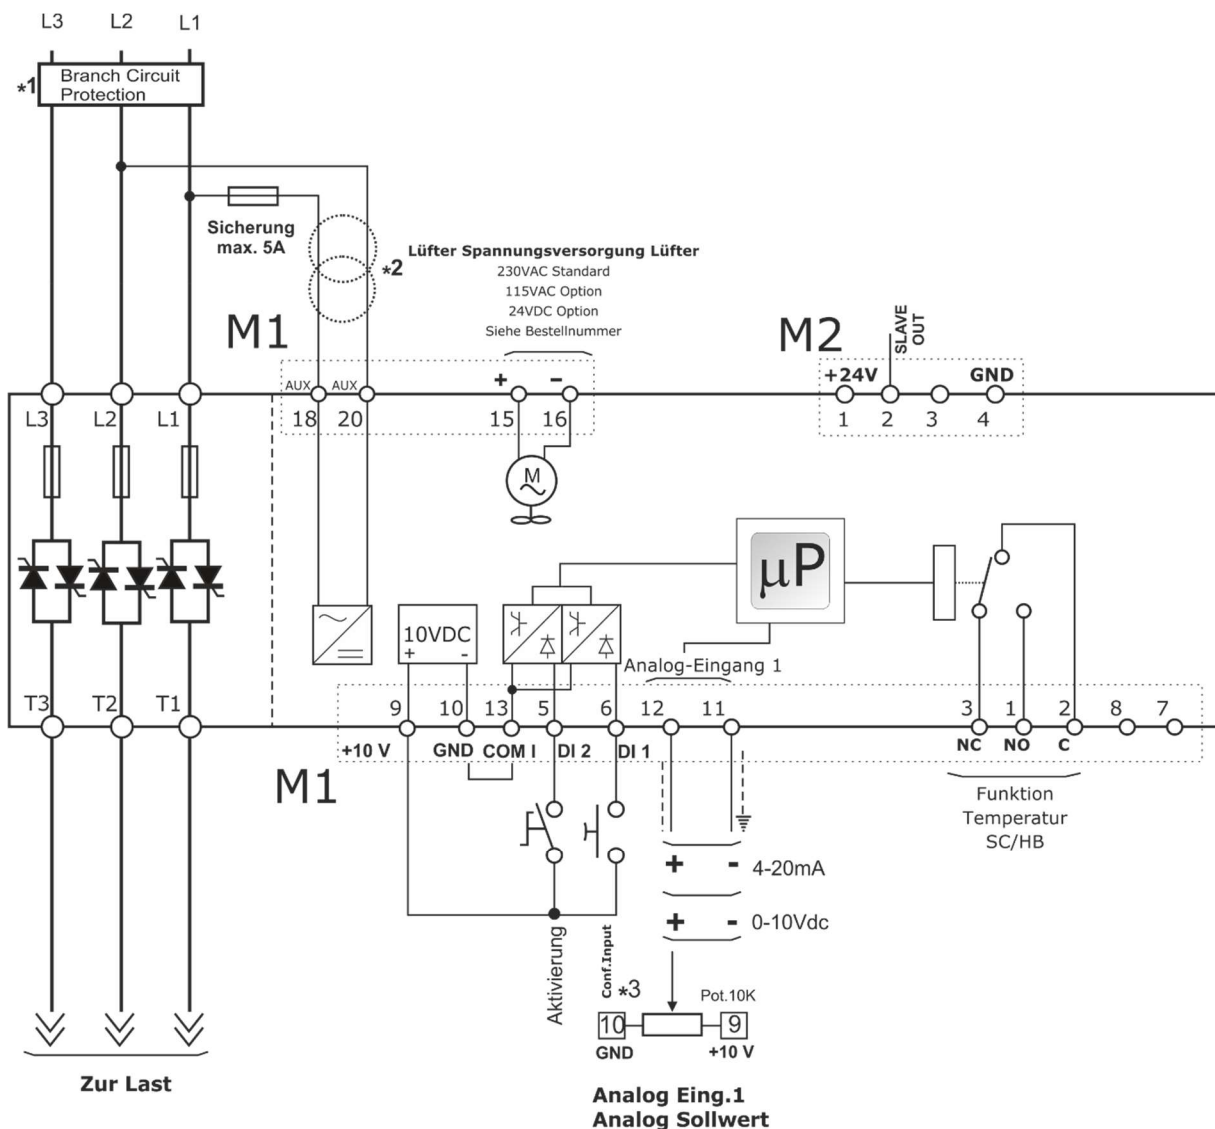 L3 L2 L1
*1 Branch Circuit
Protection
Sicherung
max. 5A
*2
Lüfter Spannungsversorgung Lüfter
230VAC Standard
115VAC Option
24VDC Option
Siehe Bestellnummer
M1
M2
SLAVE
OUT
AUX AUX + -
+24V GND
L3 L2 L1 18 20 15 16 1 2 3 4
M
µP
10VDC
+ -
Analog-Eingang 1
T3 T2 T1 9 10 13 5 6 12 11 3 1 2 8 7
+10 V GND COM I DI 2 DI 1 NC NO C
M1
Funktion
Temperatur
SC/HB
+ - 4-20mA
+ - 0-10Vdc
Aktivierung
Conf.Input
*3
Pot.10K
10 9
GND +10 V
Zur Last
Analog Eing.1
Analog Sollwert